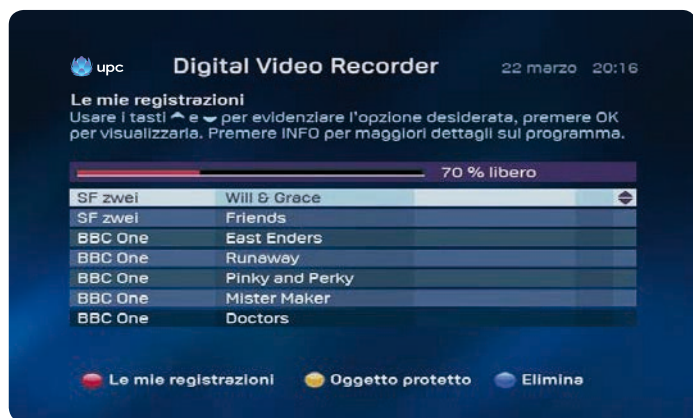 upc Digital Video Recorder 22 marzo 20:16
Le mie registrazioni
Usare i tasti e per evidenziare l'opzione desiderata, premere OK
per visualizzarla. Premere INFO per maggiori dettagli sul programma.
70 % libero
SF zwei Will & Grace
SF zwei Friends
BBC One East Enders
BBC One Runaway
BBC One Pinky and Perky
BBC One Mister Maker
BBC One Doctors
Le mie registrazioni Oggetto protetto Elimina